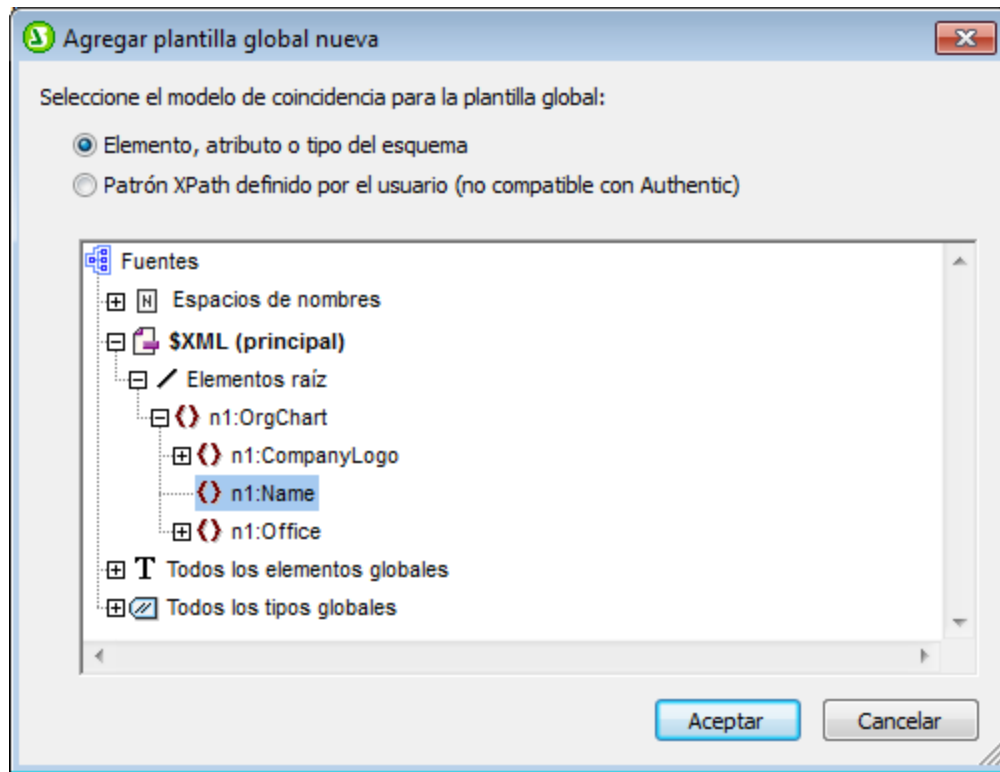 Agregar plantilla global nueva
Seleccione el modelo de coincidencia para la plantilla global:
Elemento, atributo o tipo del esquema
Patrón XPath definido por el usuario (no compatible con Authentic)
Fuentes
N Espacios de nombres
$XML (principal)
Elementos raíz
n1:OrgChart
n1:CompanyLogo
n1:Name
n1:Office
T Todos los elementos globales
Todos los tipos globales
Aceptar Cancelar